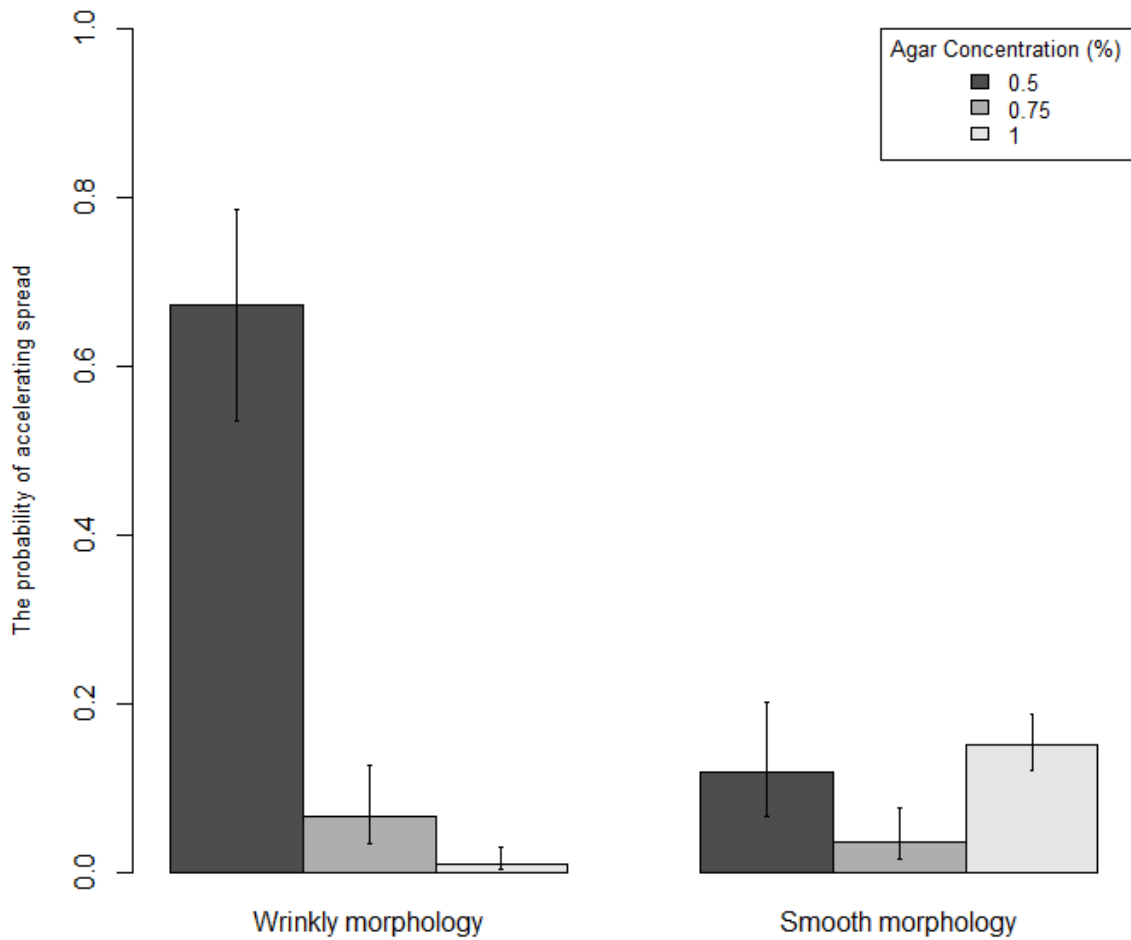 Agar Concentration (%)
0.5
0.75
1
The probability of accelerating spread
1.0
0.8
0.6
0.4
0.2
0.0
Wrinkly morphology
Smooth morphology